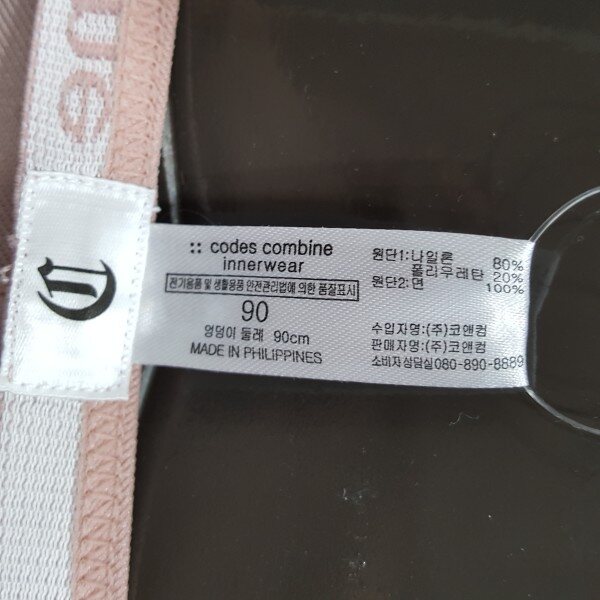 :: codes combine
innerwear
전기용품 및 생활용품 안전관리법에 의한 품질표시
90
엉덩이 둘레 90cm
MADE IN PHILIPPINES
원단1:나일론 80%
폴리우레탄 20%
원단2:면 100%
수입자명:(주)코앤컴
판매자명:(주)코앤컴
소비자상담실080-890-8889